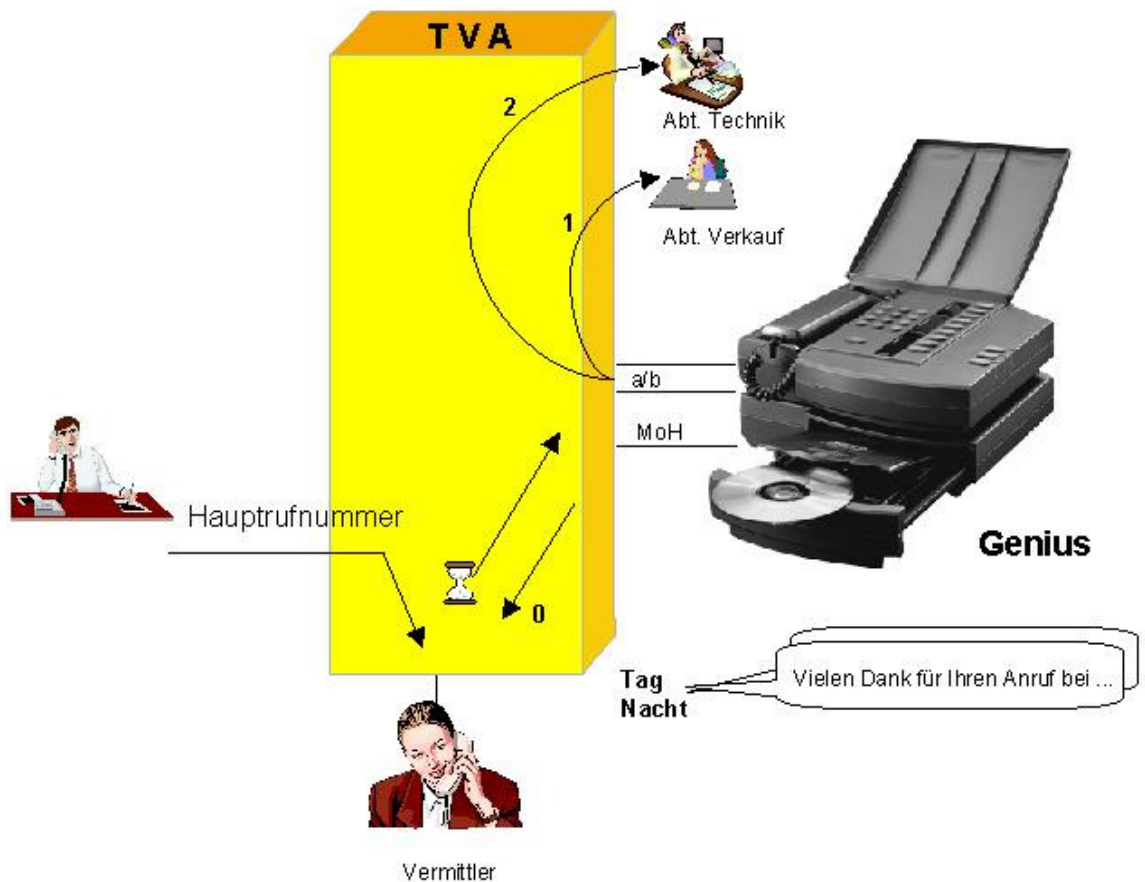 TVA
2
Abt. Technik
1
Abt. Verkauf
a/b
MoH
Hauptrufnummer
Genius
0
Tag
Nacht
Vielen Dank für Ihren Anruf bei ...
Vermittler